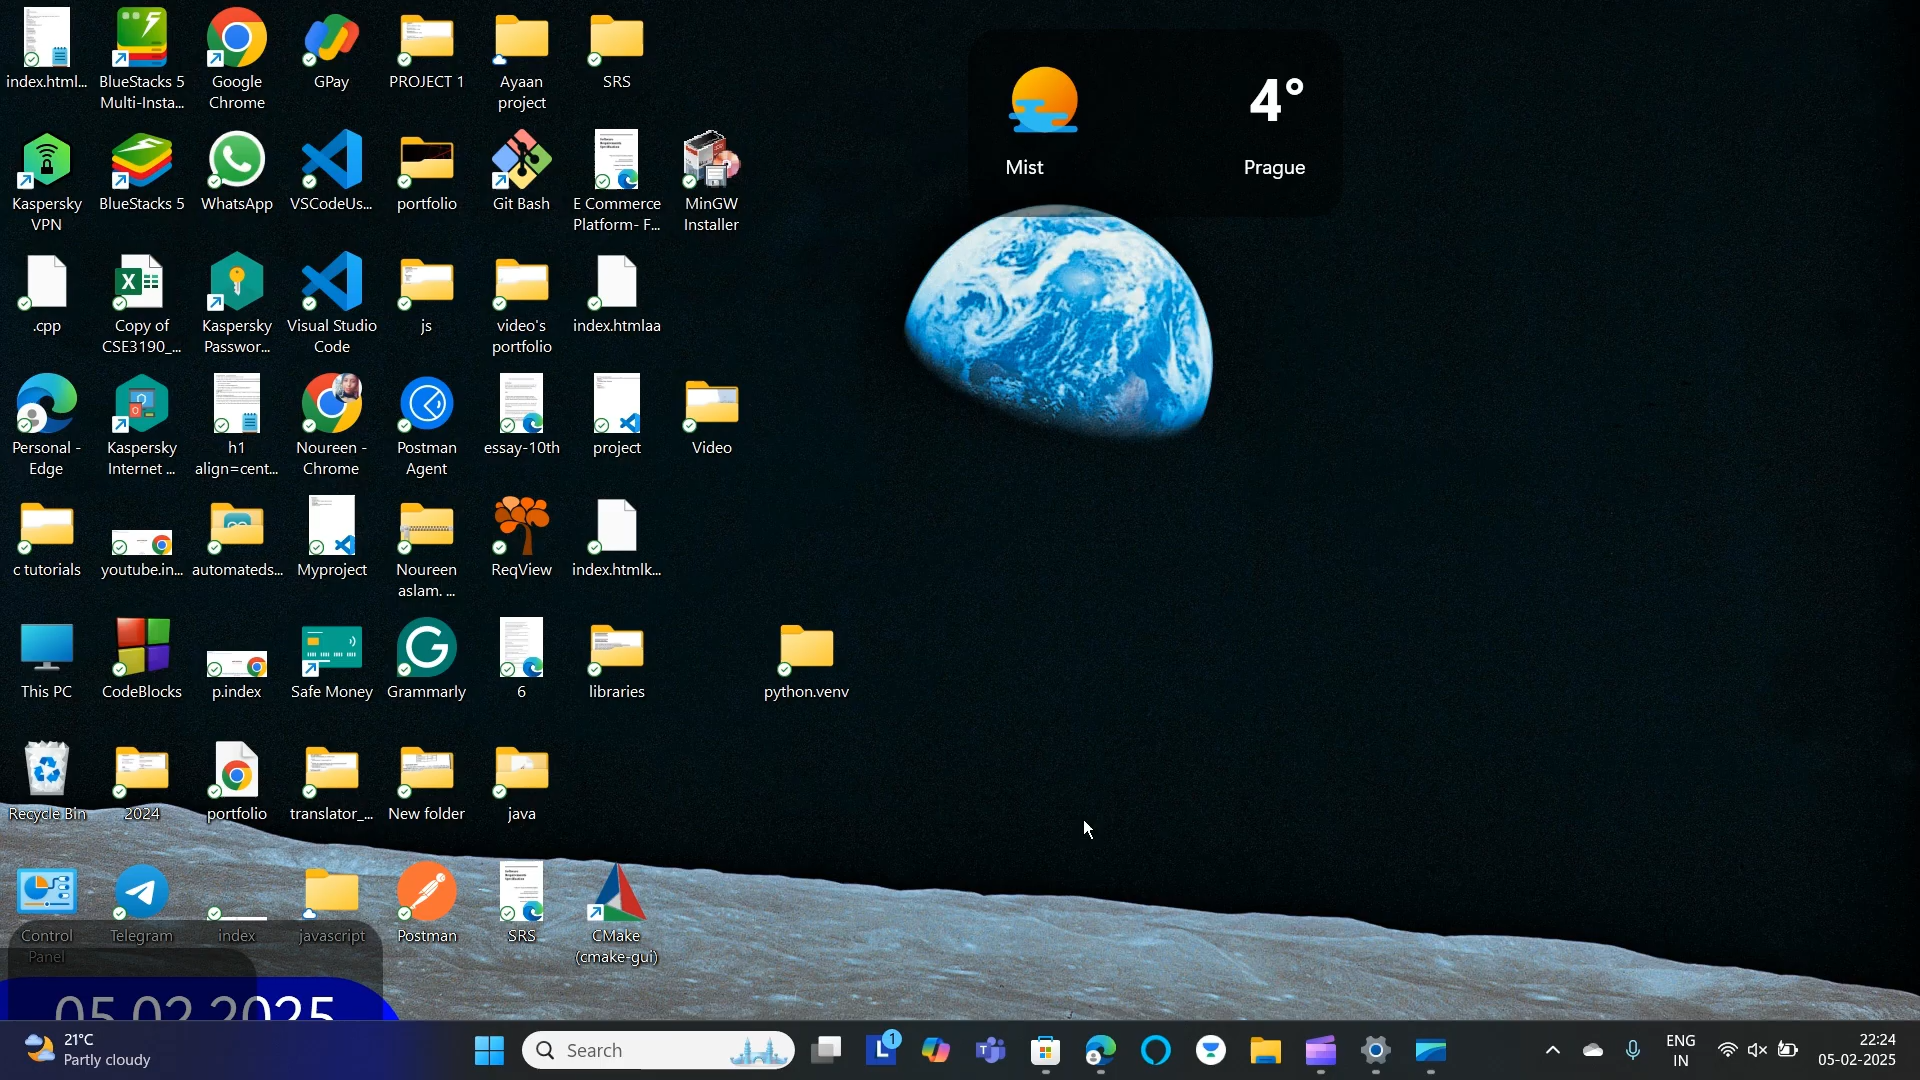 index.html...
BlueStacks 5
Multi-Insta...
Google
Chrome
GPay
PROJECT 1
Ayaan
project
SRS
Mist
4°
Prague
Kaspersky
VPN
BlueStacks 5
WhatsApp
VSCodeUs...
portfolio
Git Bash
E Commerce
Platform- F...
MinGW
Installer
.cpp
Copy of
CSE3190_...
Kaspersky
Passwor...
Visual Studio
Code
js
video's
portfolio
index.htmlaa
Personal -
Edge
Kaspersky
Internet ...
h1
align=cent...
Noureen -
Chrome
Postman
Agent
essay-10th
project
Video
c tutorials
youtube.in...
automateds...
Myproject
Noureen
aslam. ...
ReqView
index.htmlk...
This PC
CodeBlocks
p.index
Safe Money
Grammarly
6
libraries
python.venv
Recycle Bin
2024
portfolio
translator_...
New folder
java
Control
Panel
Telegram
index
javascript
Postman
SRS
CMake
(cmake-gui)
05.02.2025
21°C
Partly cloudy
Search
L
1
ENG
IN
22:24
05-02-2025